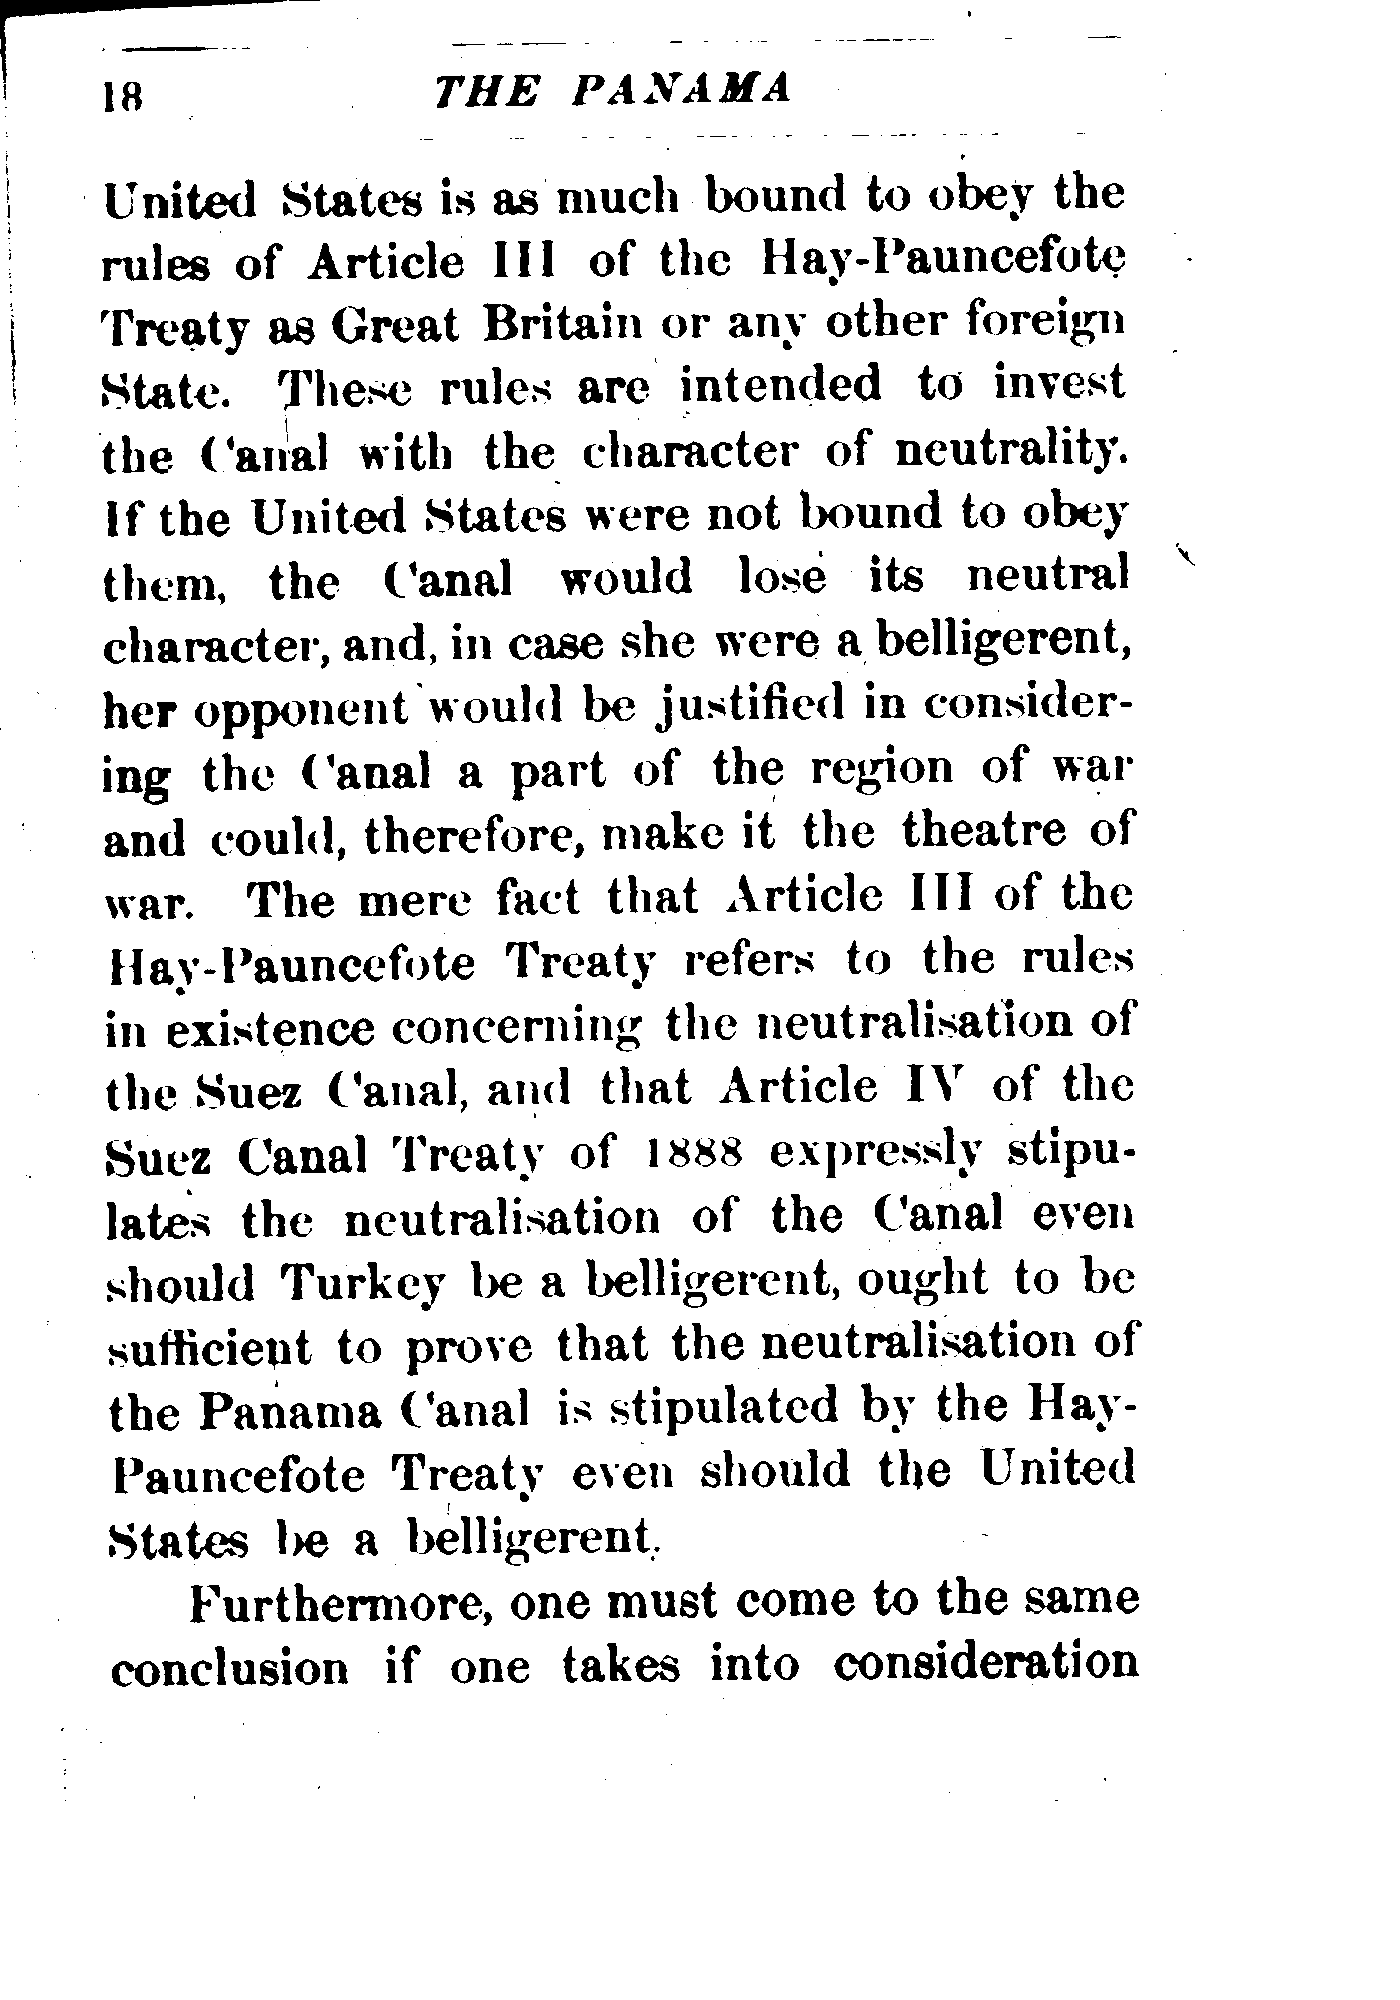 18 THE PANAMA
United States is as much bound to obey the
rules of Article III of the Hay-Pauncefote
Treaty as Great Britain or any other foreign
State. These rules are intended to invest
the Canal with the character of neutrality.
If the United States were not bound to obey
them, the Canal would lose its neutral
character, and, in case she were a belligerent,
her opponent would be justified in consider-
ing the Canal a part of the region of war
and could, therefore, make it the theatre of
war. The mere fact that Article III of the
Hay-Pauncefote Treaty refers to the rules
in existence concerning the neutralisation of
the Suez Canal, and that Article IV of the
Suez Canal Treaty of 1888 expressly stipu-
lates the neutralisation of the Canal even
should Turkey be a belligerent, ought to be
sufficient to prove that the neutralisation of
the Panama Canal is stipulated by the Hay-
Pauncefote Treaty even should the United
States be a belligerent.
Furthermore, one must come to the same
conclusion if one takes into consideration